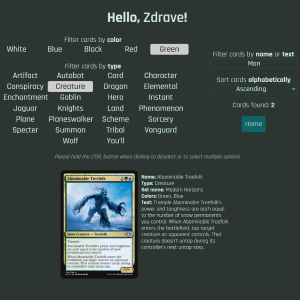 Hello, Zdrave!
Filter cards by color
White Blue Black Red Green
Filter cards by type
Artifact Autobot Card Character
Conspiracy Creature Dragon Elemental
Enchantment Goblin Hero Instant
Jaguar Knights Land Phenomenon
Plane Planeswalker Scheme Sorcery
Specter Summon Tribal Vanguard
Wolf You'll
Please hold the CTRL button when clicking to deselect or to select multiple options
Filter cards by name or text
Man
Sort cards alphabetically
Ascending
Cards found: 2
Home
Abominable Treefolk
Snow Creature — Treefolk
Trample
Name: Abominable Treefolk
Type: Creature
Set name: Modern Horizons
Colors: Green, Blue
Text: Trample Abominable Treefolk's
power and toughness are each equal to
the number of snow permanents
you control. When Abominable Treefolk
enters the battlefield, tap target
creature an opponent controls. That
creature doesn't untap during its
controller's next untap step.